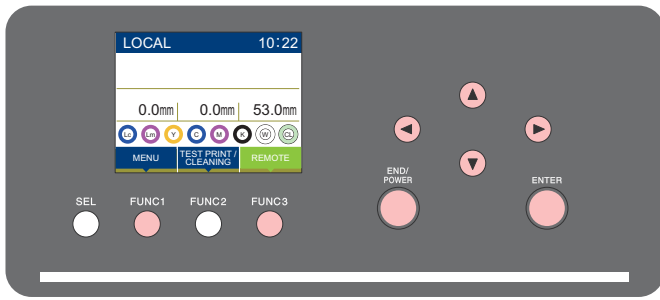 LOCAL 10:22
0.0mm 0.0mm 53.0mm
Lc Lm Y C M K W CL
MENU TEST PRINT / CLEANING REMOTE
SEL FUNC1 FUNC2 FUNC3
END/
POWER
ENTER